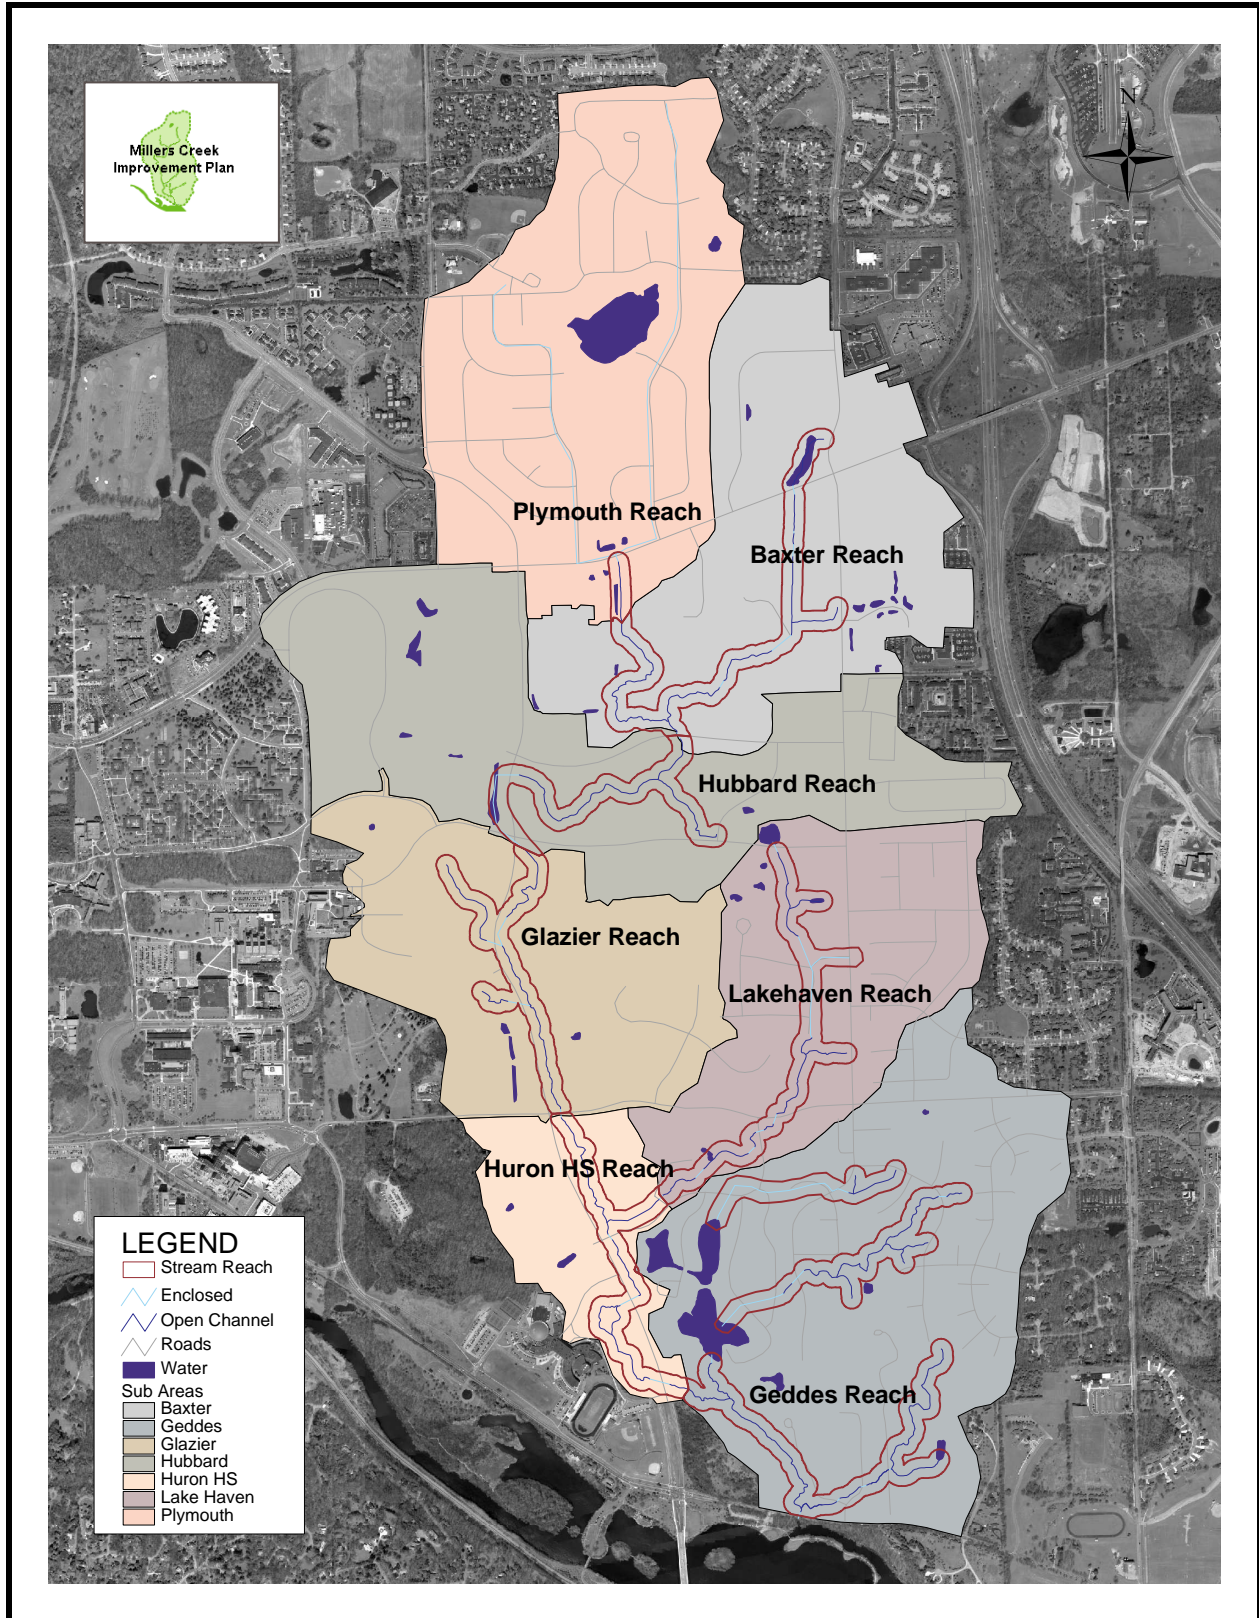 N
Millers Creek
Improvement Plan
Plymouth Reach
Baxter Reach
Hubbard Reach
Glazier Reach
Lakehaven Reach
Huron HS Reach
Geddes Reach
LEGEND
Stream Reach
Enclosed
Open Channel
Roads
Water
Sub Areas
Baxter
Geddes
Glazier
Hubbard
Huron HS
Lake Haven
Plymouth